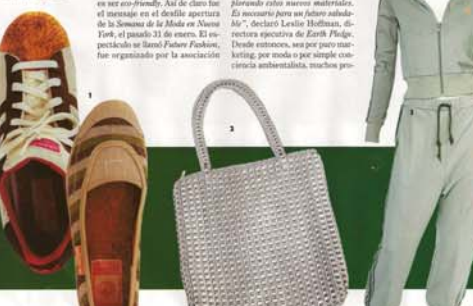 en ser eco-friendly. Así de claro fue
el mensaje en el desfile apertura
de la Semana de la Moda en Nueva
York, el pasado 31 de enero. El es-
pectáculo se llamó Future Fashion,
fue organizado por la asociación
plorando estos nuevos materiales.
Es necesario para un futuro saluda-
ble", declaró Leslie Hoffman, di-
rectora ejecutiva de Earth Pledge.
Desde entonces, sea por puro mar-
keting, por moda o por simple con-
ciencia ambientalista, muchos pro-
1
2